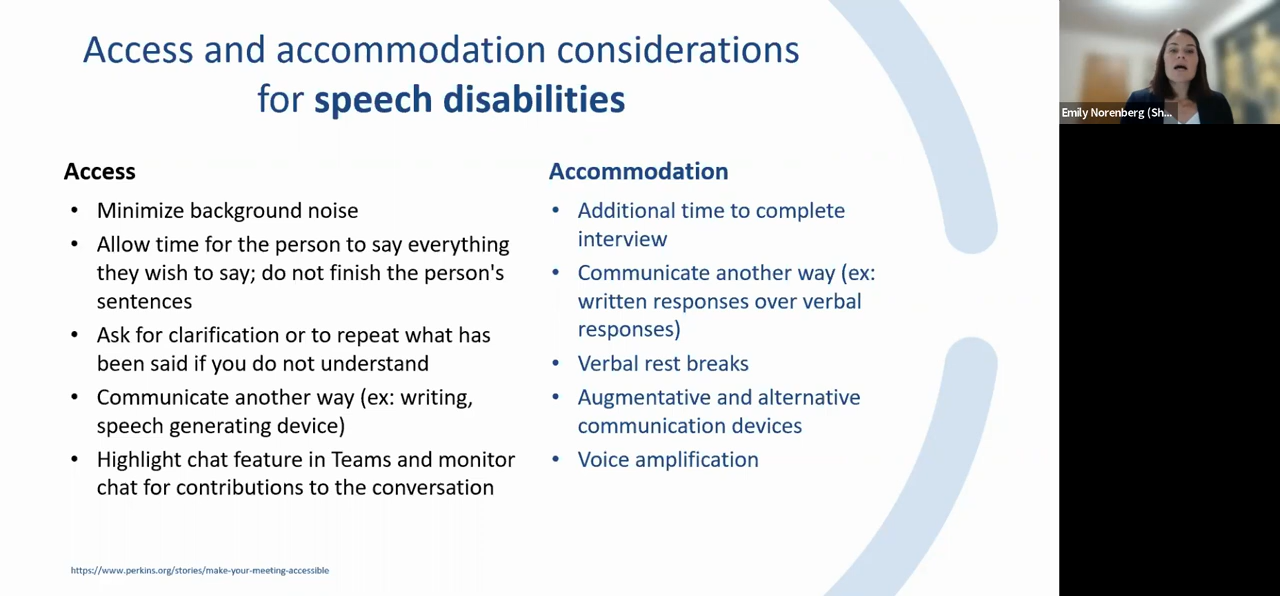 Access and accommodation considerations
for speech disabilities
Access
• Minimize background noise
• Allow time for the person to say everything
they wish to say; do not finish the person's
sentences
• Ask for clarification or to repeat what has
been said if you do not understand
• Communicate another way (ex: writing,
speech generating device)
• Highlight chat feature in Teams and monitor
chat for contributions to the conversation
Accommodation
• Additional time to complete
interview
• Communicate another way (ex:
written responses over verbal
responses)
• Verbal rest breaks
• Augmentative and alternative
communication devices
• Voice amplification
https://www.perkins.org/stories/make-your-meeting-accessible
Emily Norenberg (Sh...